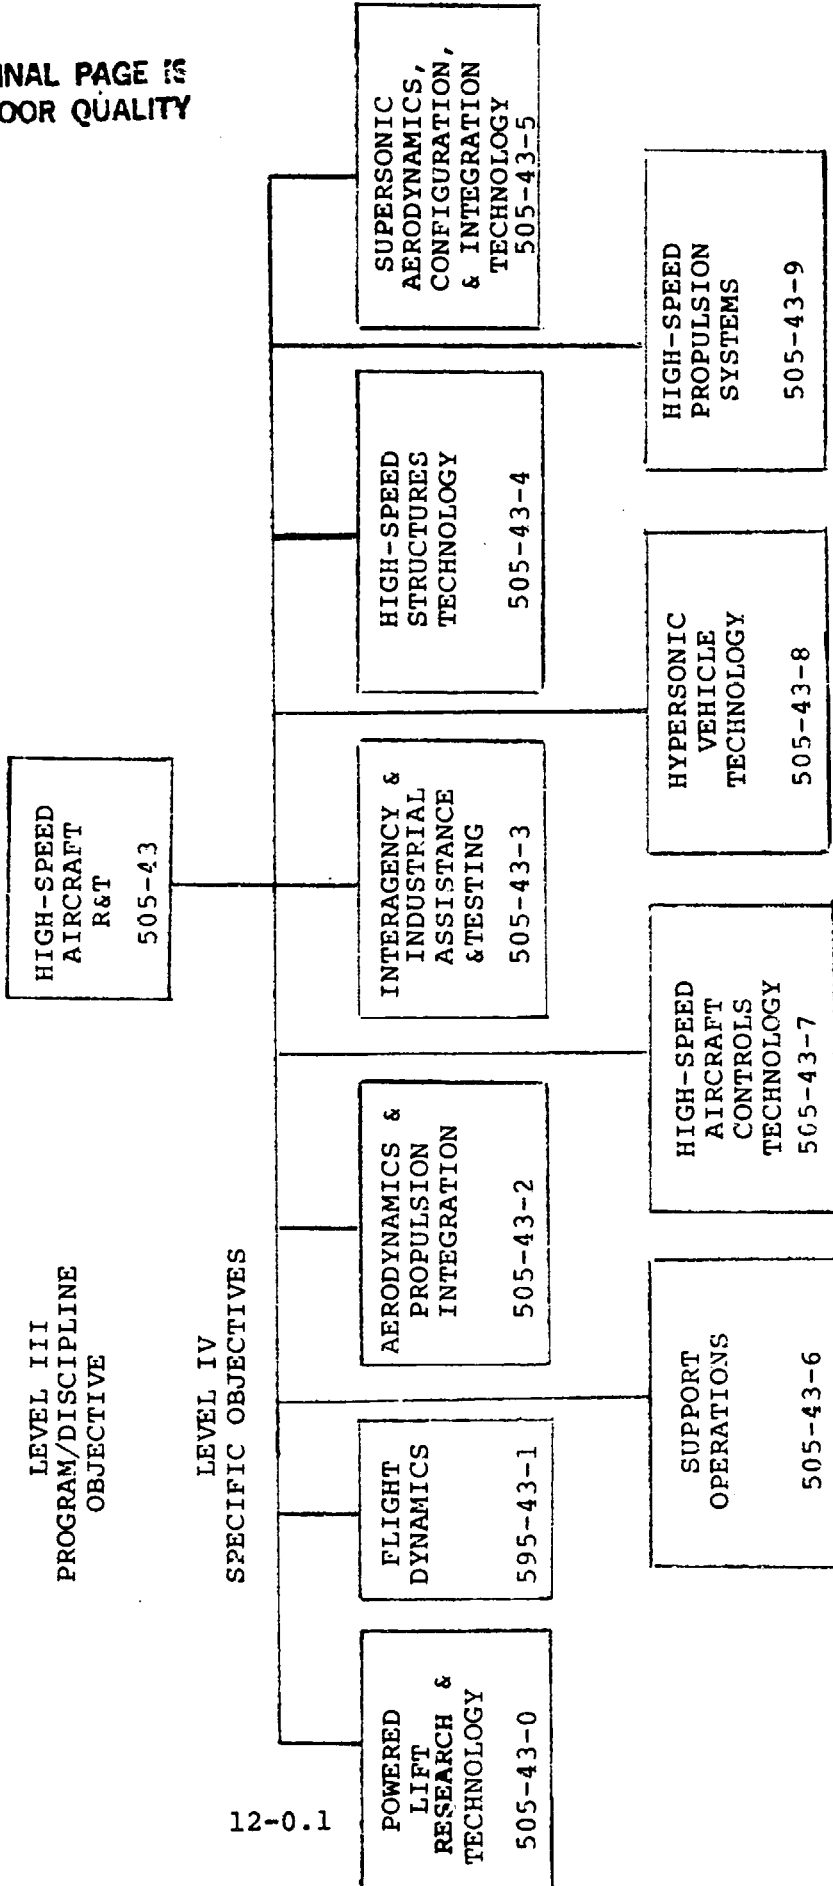 INAL PAGE IS
OOR QUALITY
LEVEL III
PROGRAM/DISCIPLINE
OBJECTIVE
HIGH-SPEED
AIRCRAFT
R&T
505-43
LEVEL IV
SPECIFIC OBJECTIVES
POWERED
LIFT
RESEARCH &
TECHNOLOGY
505-43-0
FLIGHT
DYNAMICS
595-43-1
AERODYNAMICS &
PROPULSION
INTEGRATION
505-43-2
INTERAGENCY &
INDUSTRIAL
ASSISTANCE
&TESTING
505-43-3
HIGH-SPEED
STRUCTURES
TECHNOLOGY
505-43-4
SUPERSONIC
AERODYNAMICS,
CONFIGURATION,
& INTEGRATION
TECHNOLOGY
505-43-5
SUPPORT
OPERATIONS
505-43-6
HIGH-SPEED
AIRCRAFT
CONTROLS
TECHNOLOGY
505-43-7
HYPERSONIC
VEHICLE
TECHNOLOGY
505-43-8
HIGH-SPEED
PROPULSION
SYSTEMS
505-43-9
12-0.1